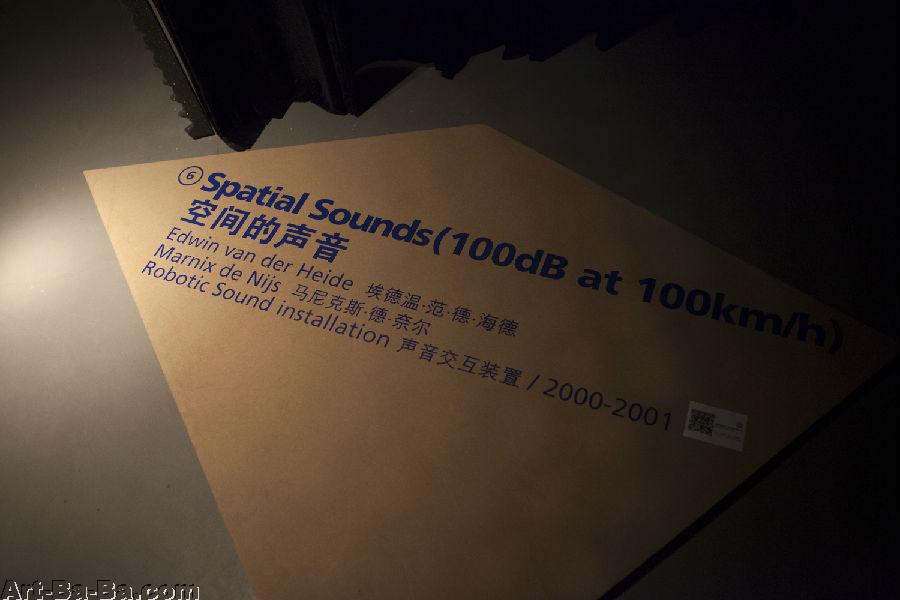 ⑥ Spatial Sounds (100dB at 100km/h)
空间的声音
Edwin van der Heide 埃德温·范·德·海德
Marnix de Nijs 马尼克斯·德·奈尔
Robotic Sound installation 声音交互装置 / 2000-2001
Art-Ba-Ba.com